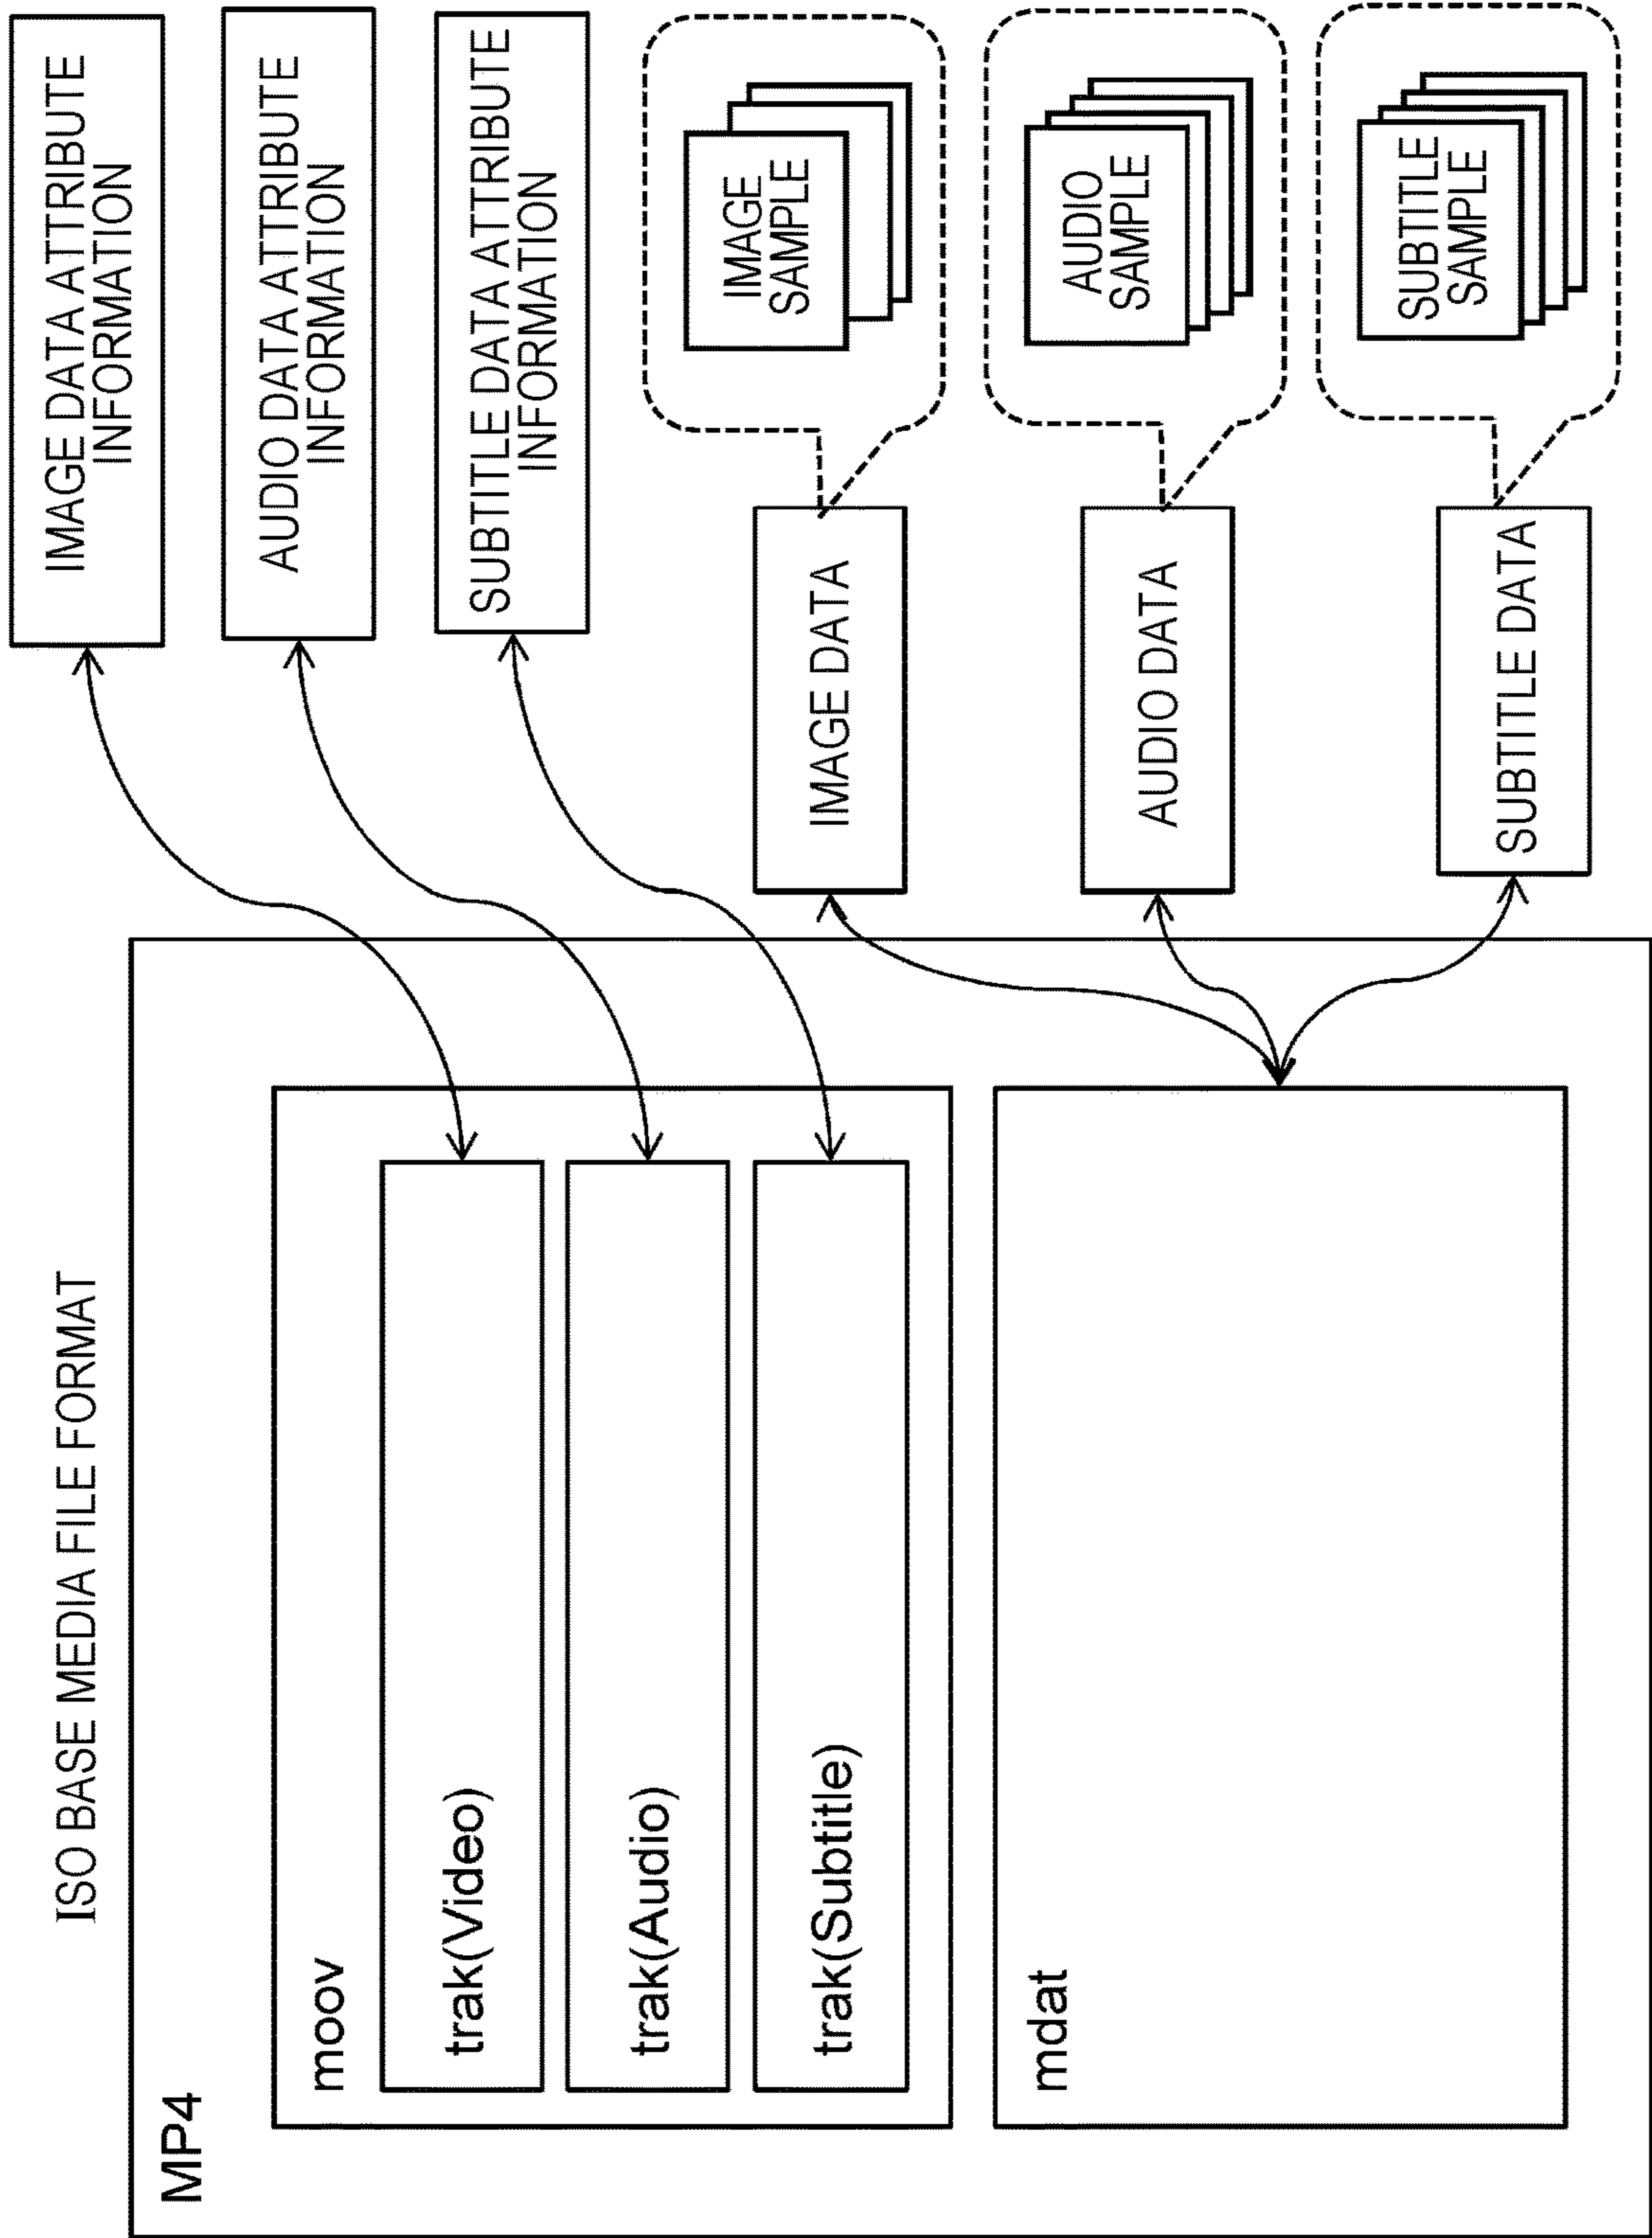 ISO BASE MEDIA FILE FORMAT
MP4
moov
trak(Video)
trak(Audio)
trak(Subtitle)
mdat
IMAGE DATA ATTRIBUTE
INFORMATION
AUDIO DATA ATTRIBUTE
INFORMATION
SUBTITLE DATA ATTRIBUTE
INFORMATION
IMAGE DATA
IMAGE
SAMPLE
AUDIO DATA
AUDIO
SAMPLE
SUBTITLE DATA
SUBTITLE
SAMPLE